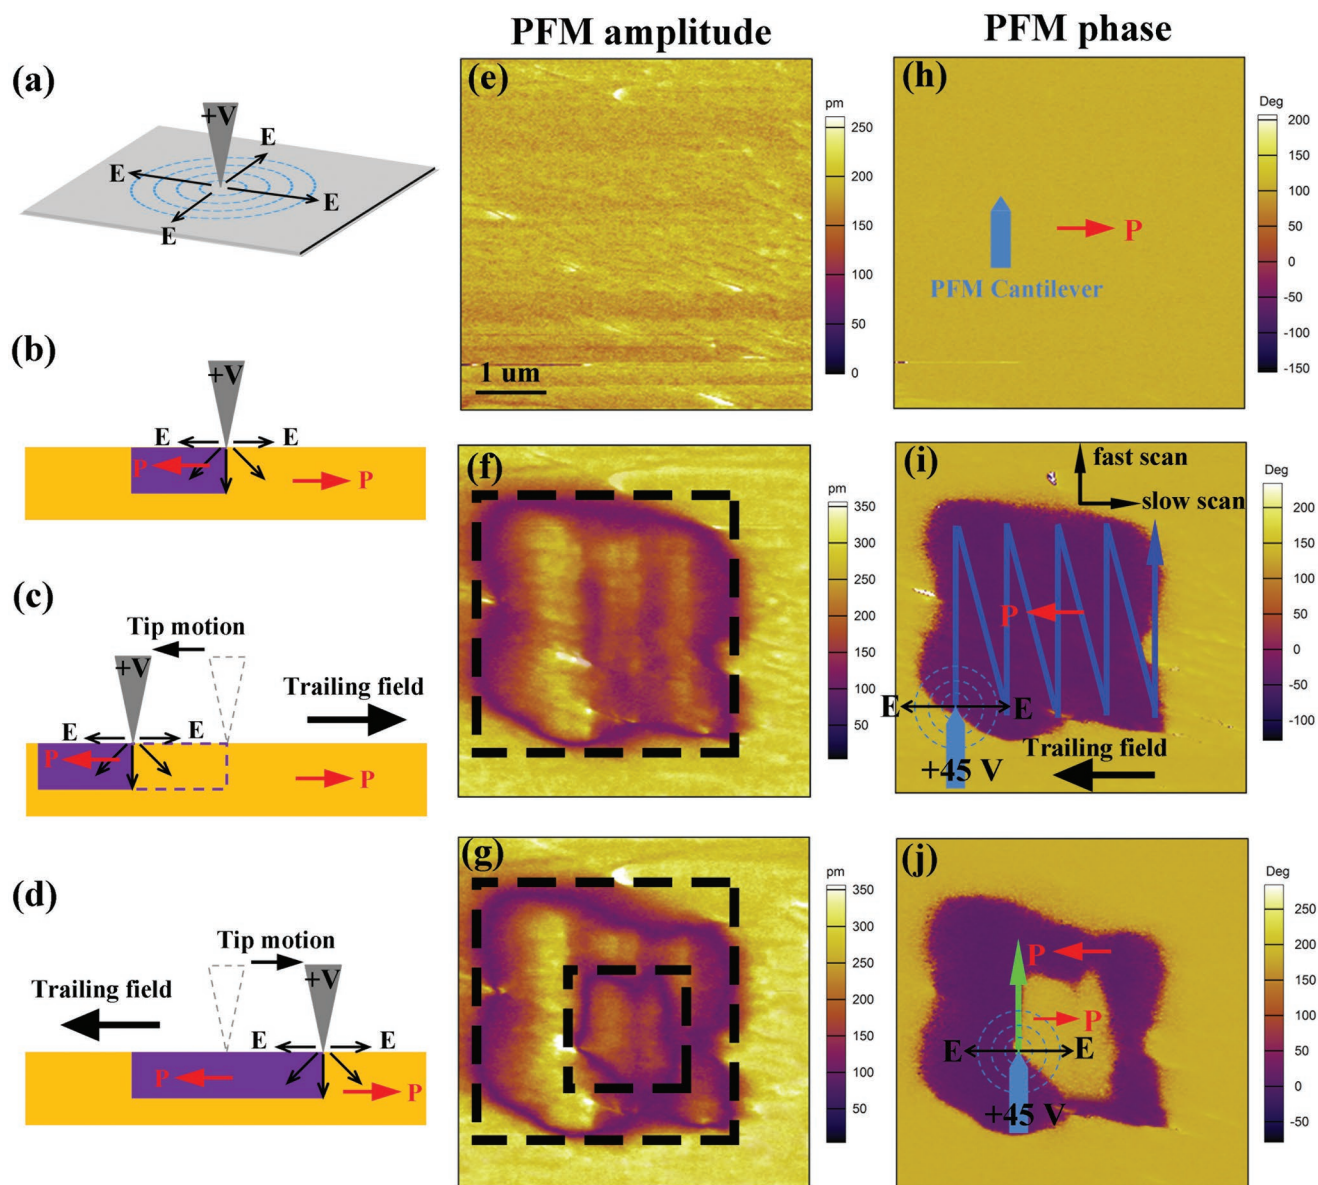 PFM amplitude
PFM phase
(a)
+V
E
E
E
E
(b)
+V
E
E
P
P
(c)
Tip motion
+V
Trailing field
E
E
P
P
(d)
Tip motion
+V
Trailing field
E
E
P
P
(e)
1 um
pm
250
200
150
100
50
0
(h)
P
PFM Cantilever
Deg
200
150
100
50
0
-50
-100
-150
(f)
pm
350
300
250
200
150
100
50
(i)
fast scan
slow scan
P
E
E
Trailing field
+45 V
Deg
200
150
100
50
0
-50
-100
(g)
pm
350
300
250
200
150
100
50
(j)
P
P
E
E
+45 V
Deg
250
200
150
100
50
0
-50